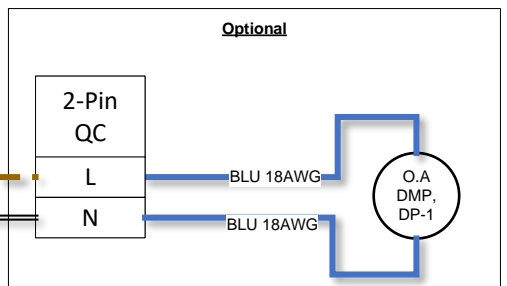 Optional
2-Pin
QC
L
BLU 18AWG
N
BLU 18AWG
O.A
DMP,
DP-1